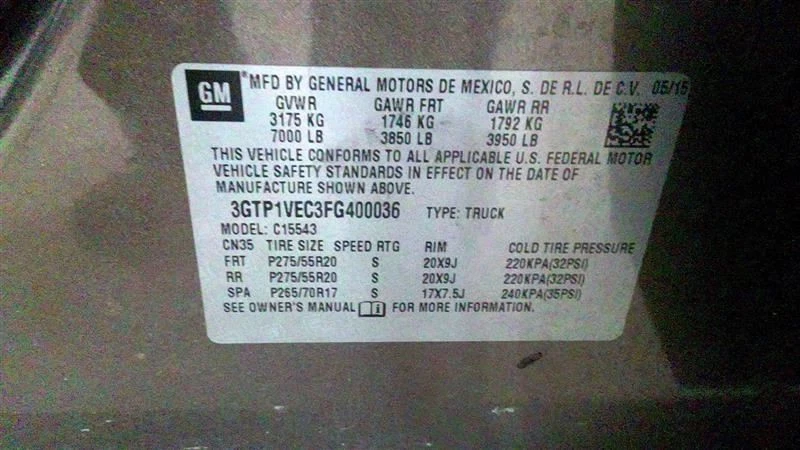 GM
MFD BY GENERAL MOTORS DE MEXICO, S. DE R.L. DE C.V. 05/15
GVWR GAWR FRT GAWR RR
3175 KG 1746 KG 1792 KG
7000 LB 3850 LB 3950 LB
THIS VEHICLE CONFORMS TO ALL APPLICABLE U.S. FEDERAL MOTOR
VEHICLE SAFETY STANDARDS IN EFFECT ON THE DATE OF
MANUFACTURE SHOWN ABOVE.
3GTP1VEC3FG400036 TYPE: TRUCK
MODEL: C15543
CN35 TIRE SIZE SPEED RTG RIM COLD TIRE PRESSURE
FRT P275/55R20 S 20X9J 220KPA(32PSI)
RR P275/55R20 S 20X9J 220KPA(32PSI)
SPA P265/70R17 S 17X7.5J 240KPA(35PSI)
SEE OWNER'S MANUAL FOR MORE INFORMATION.